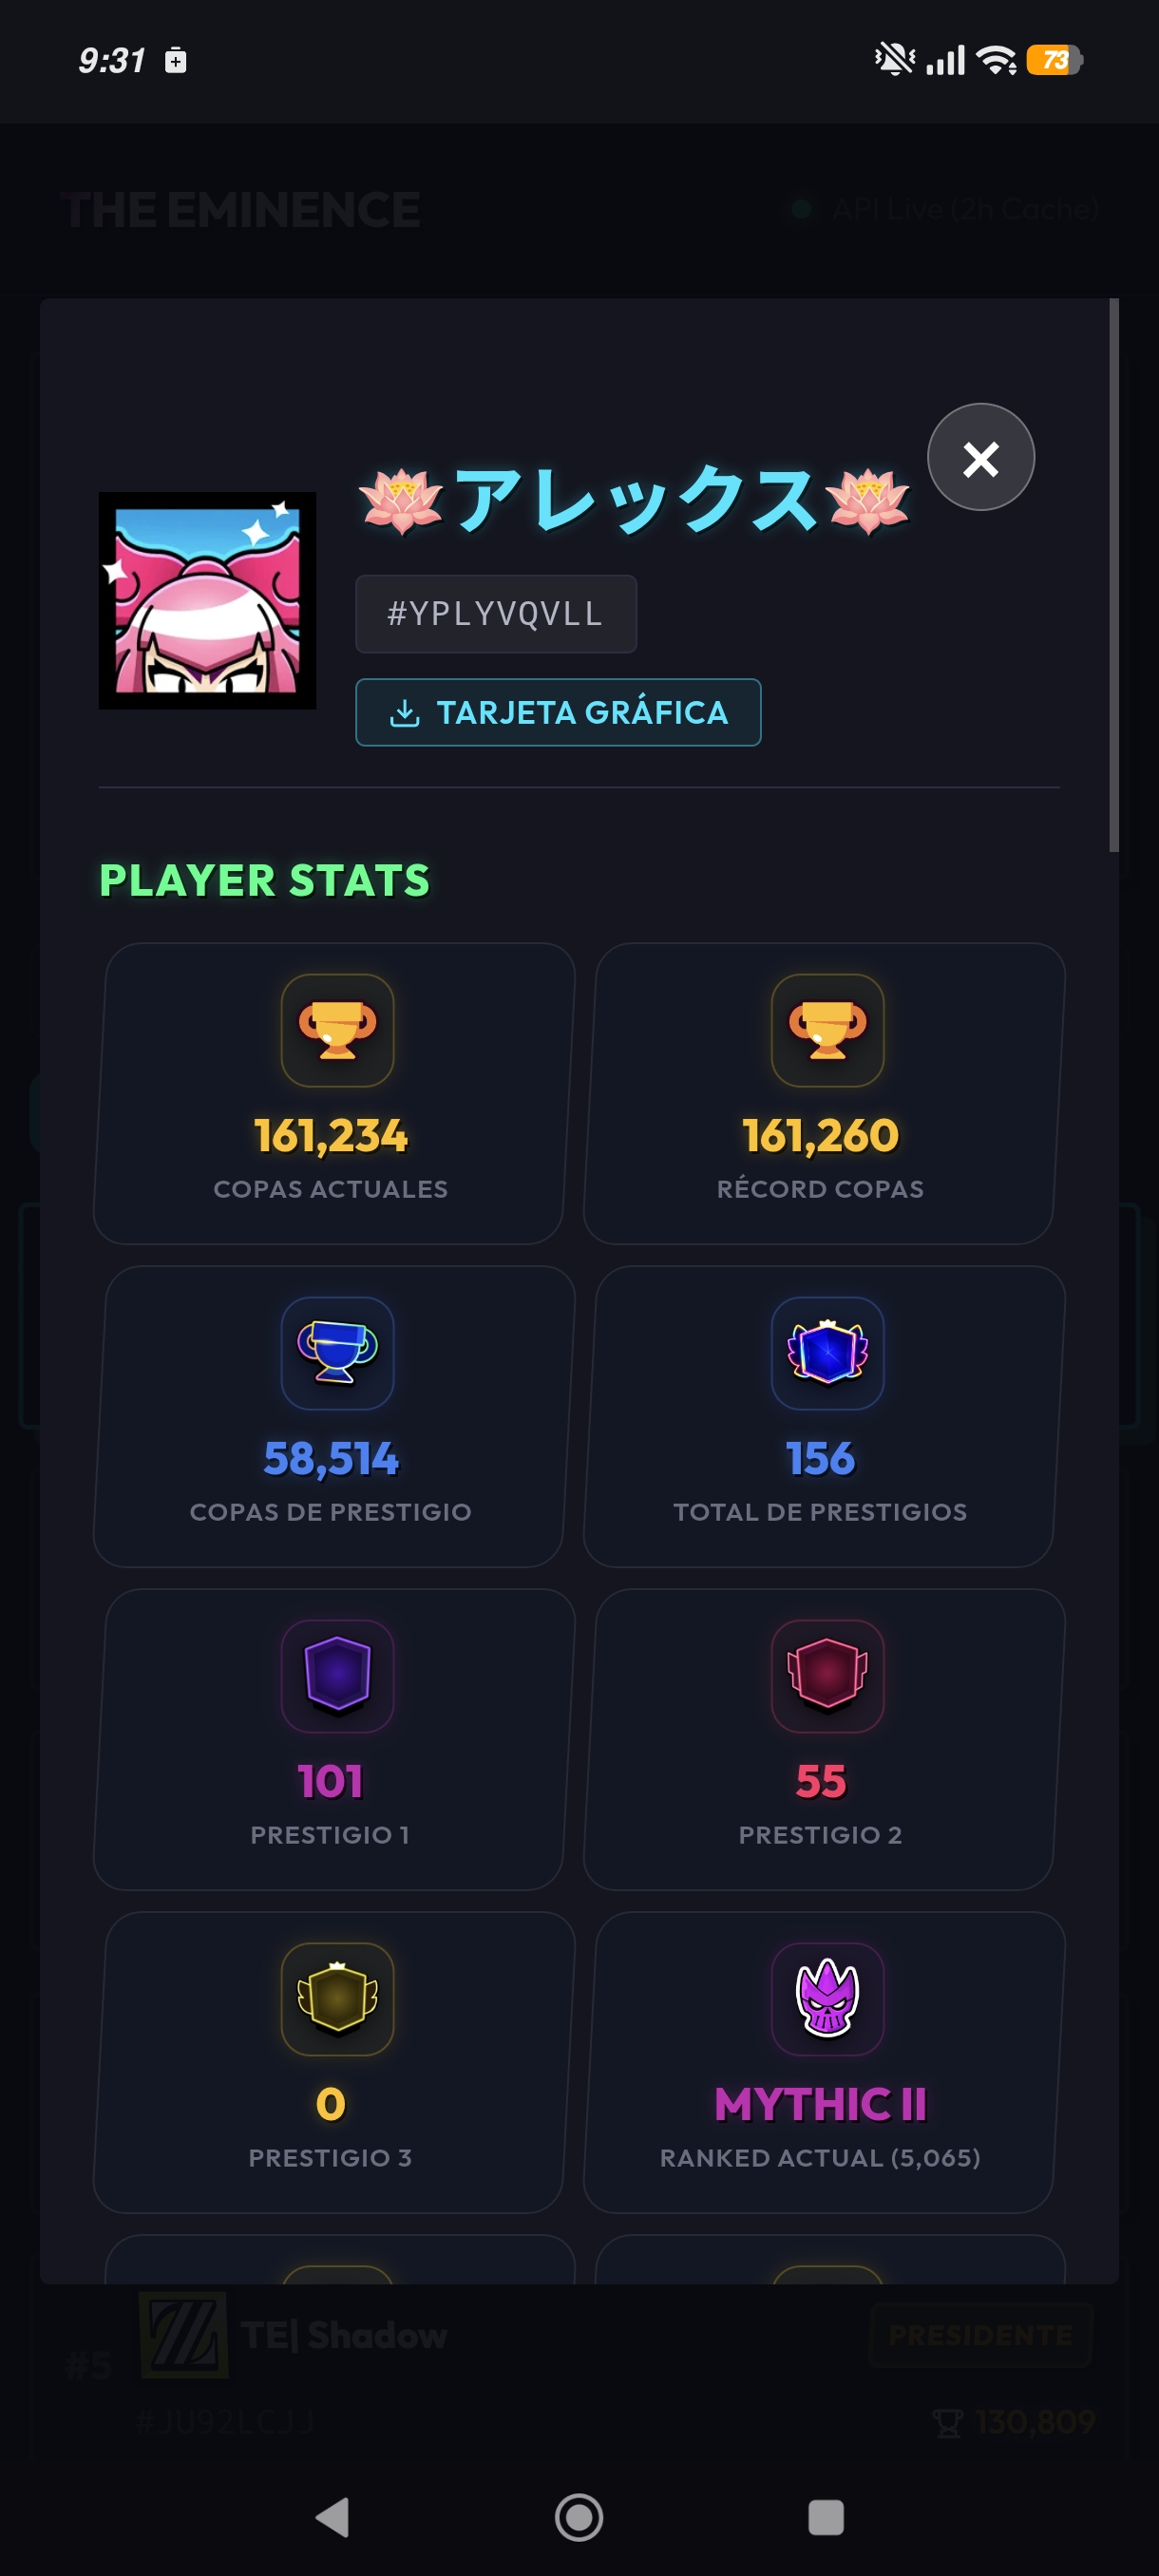 9:31
73
THE EMINENCE
API Live (2h Cache)
🪷アレックス🪷
#YPLYVQVLL
TARJETA GRÁFICA
PLAYER STATS
161,234
COPAS ACTUALES
161,260
RÉCORD COPAS
58,514
COPAS DE PRESTIGIO
156
TOTAL DE PRESTIGIOS
101
PRESTIGIO 1
55
PRESTIGIO 2
0
PRESTIGIO 3
MYTHIC II
RANKED ACTUAL (5,065)
#5
TE| Shadow
PRESIDENTE
#JU92LCJJ
130,809